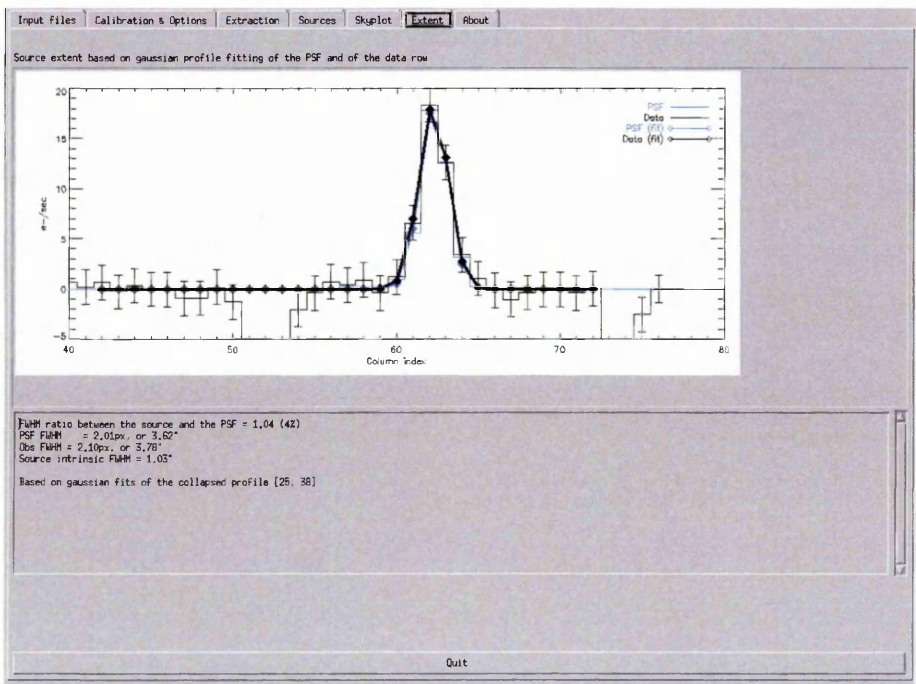 Input files Calibration & Options Extraction Sources Skyplot Extent About
Source extent based on gaussian profile fitting of the PSF and of the data row
PSF
Data
PSF (fit)
Data (fit)
20
15
10
5
0
-5
e-/sec
40 50 60 70 80
Column index
FWHM ratio between the source and the PSF = 1.04 (4%)
PSF FWHM = 2.01px, or 3.62"
Obs FWHM = 2.10px, or 3.78"
Source intrinsic FWHM = 1.03"
Based on gaussian fits of the collapsed profile [25, 38]
Quit